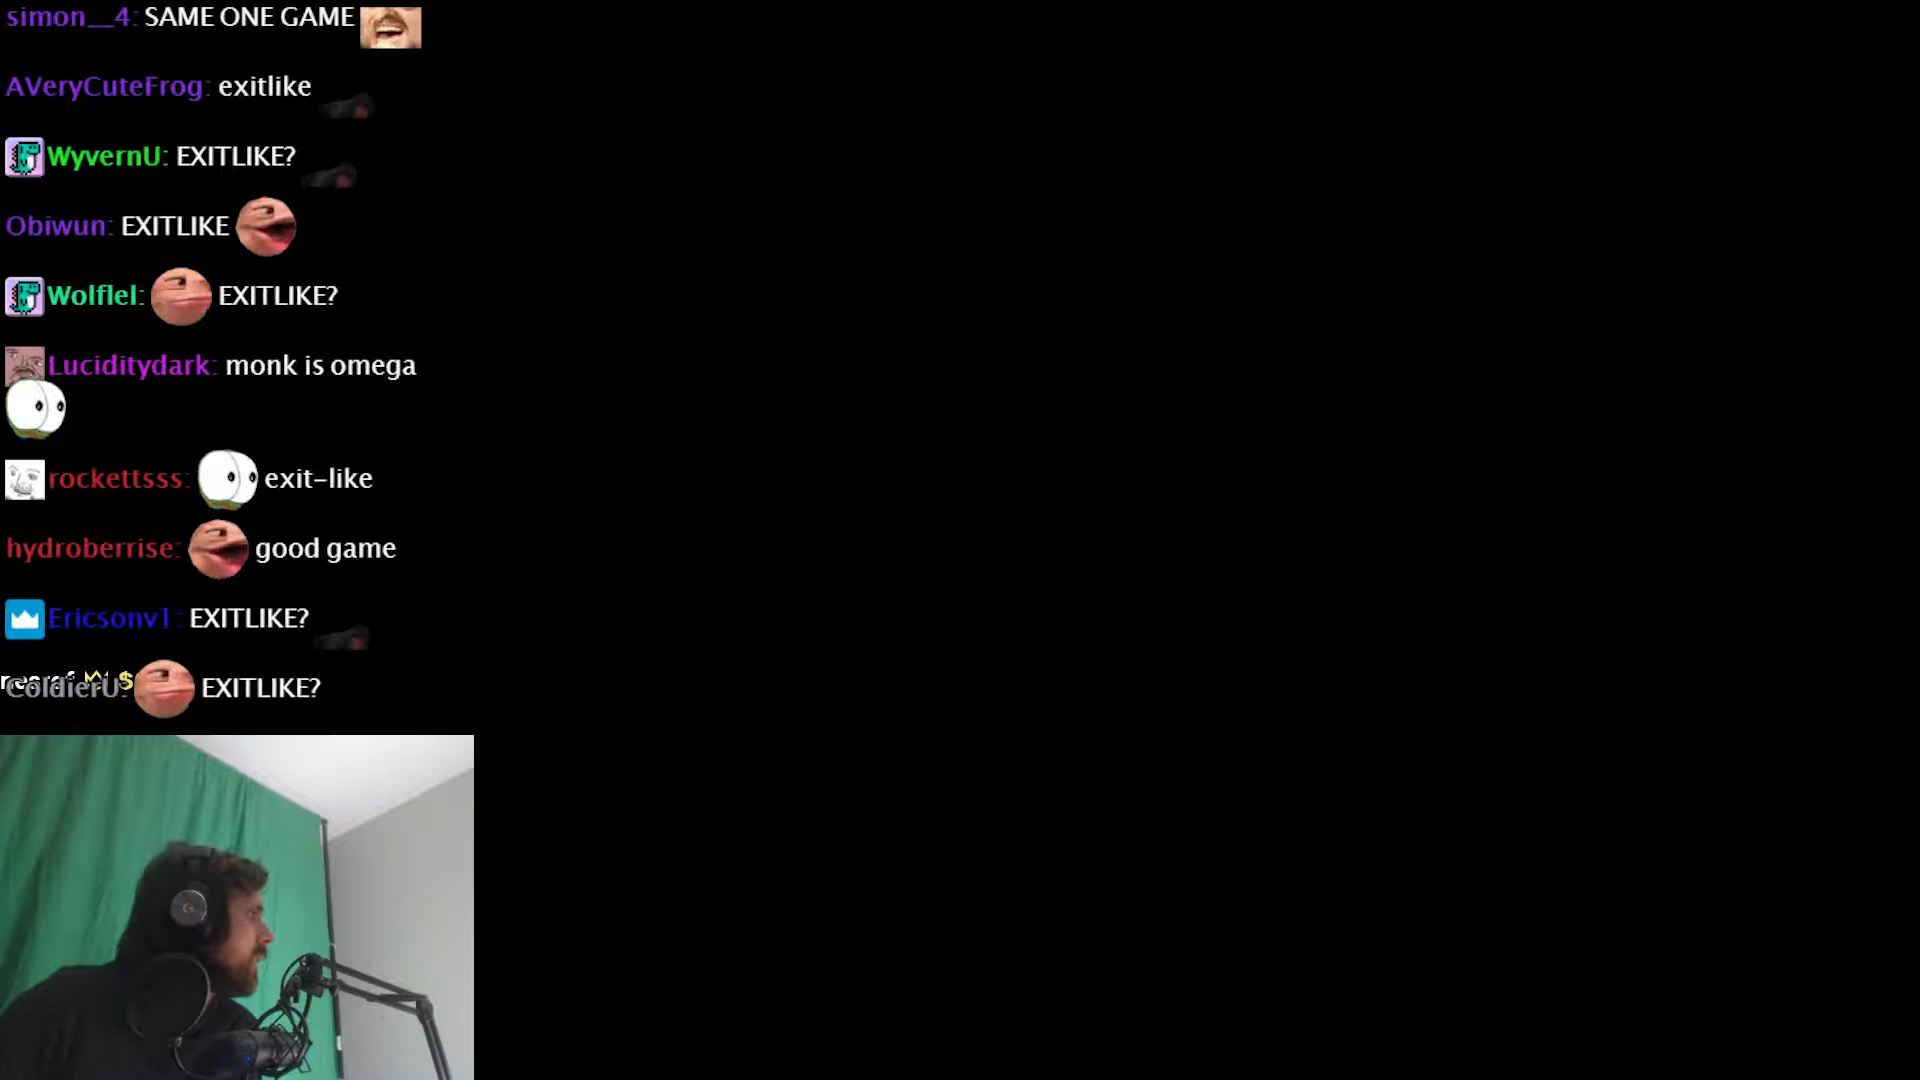 simon__4: SAME ONE GAME
AVeryCuteFrog: exitlike
WyvernU: EXITLIKE?
Obiwun: EXITLIKE
Wolflel: EXITLIKE?
Luciditydark: monk is omega
rockettsss: exit-like
hydroberrise: good game
Ericsonv1: EXITLIKE?
$
ColdierU: EXITLIKE?